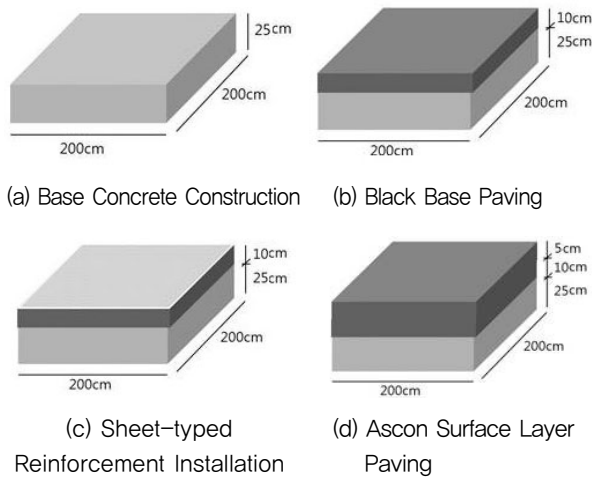 25cm
200cm
200cm
(a) Base Concrete Construction
10cm
25cm
200cm
200cm
(b) Black Base Paving
10cm
25cm
200cm
200cm
(c) Sheet-typed
Reinforcement Installation
5cm
10cm
25cm
200cm
200cm
(d) Ascon Surface Layer
Paving